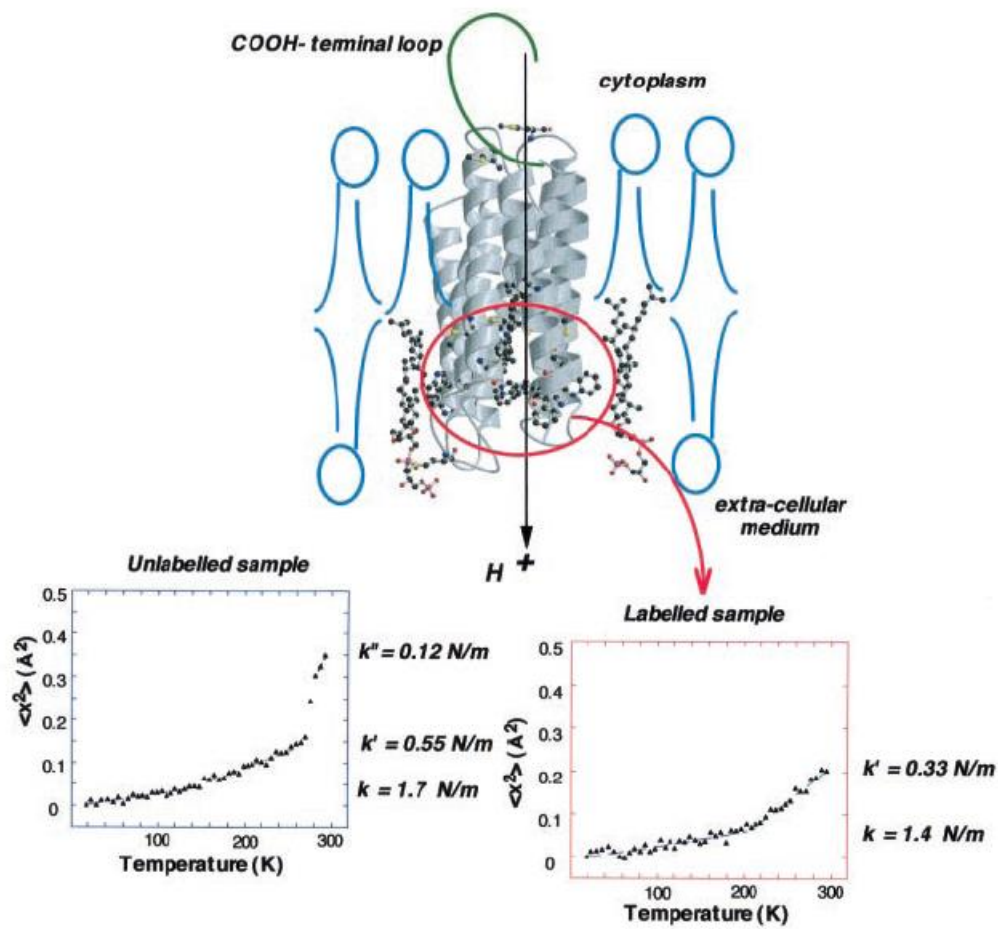 COOH- terminal loop
cytoplasm
extra-cellular
medium
H +
Unlabelled sample
0.5
0.4
0.3
0.2
0.1
0
<x²> (Å²)
100
200
300
Temperature (K)
k" = 0.12 N/m
k' = 0.55 N/m
k = 1.7 N/m
Labelled sample
0.5
0.4
0.3
0.2
0.1
0
<x²> (Å²)
100
200
300
Temperature (K)
k' = 0.33 N/m
k = 1.4 N/m